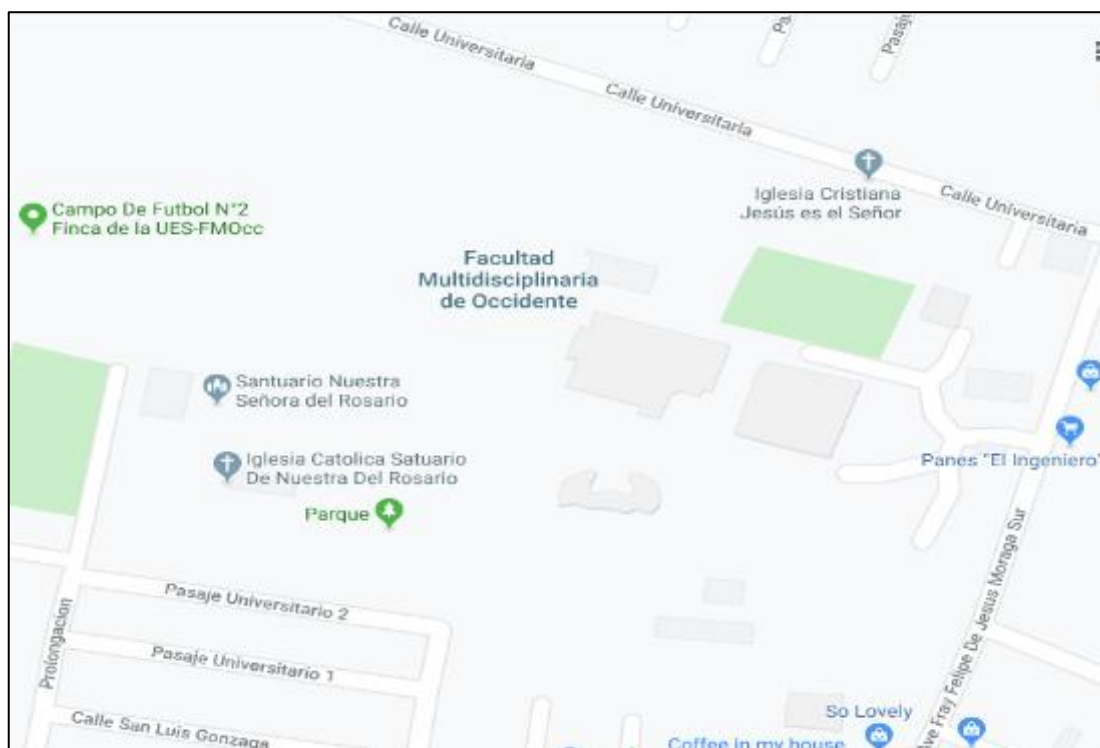 Calle Universitaria
Pasaj
Calle Universitaria
Iglesia Cristiana
Jesús es el Señor
Calle Universitaria
Campo De Futbol N°2
Finca de la UES-FMOcc
Facultad
Multidisciplinaria
de Occidente
Santuario Nuestra
Señora del Rosario
Iglesia Catolica Satuario
De Nuestra Del Rosario
Panes "El Ingeniero"
Parque
Ave Fray Felipe De Jesus Moraga Sur
Pasaje Universitario 2
Prolongacion
Pasaje Universitario 1
Calle San Luis Gonzaga
So Lovely
Coffee in my house